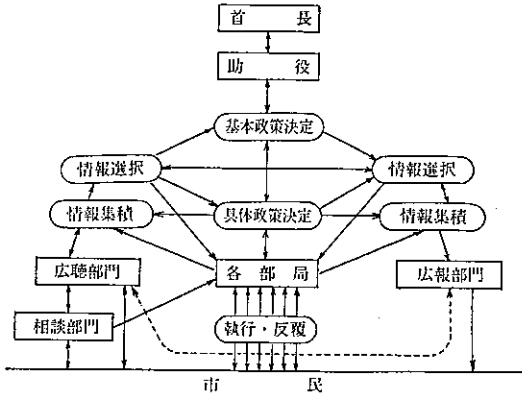 首長
助役
基本政策決定
情報選択
情報選択
具体政策決定
情報集積
情報集積
広聴部門
各部局
広報部門
相談部門
執行・反覆
市民